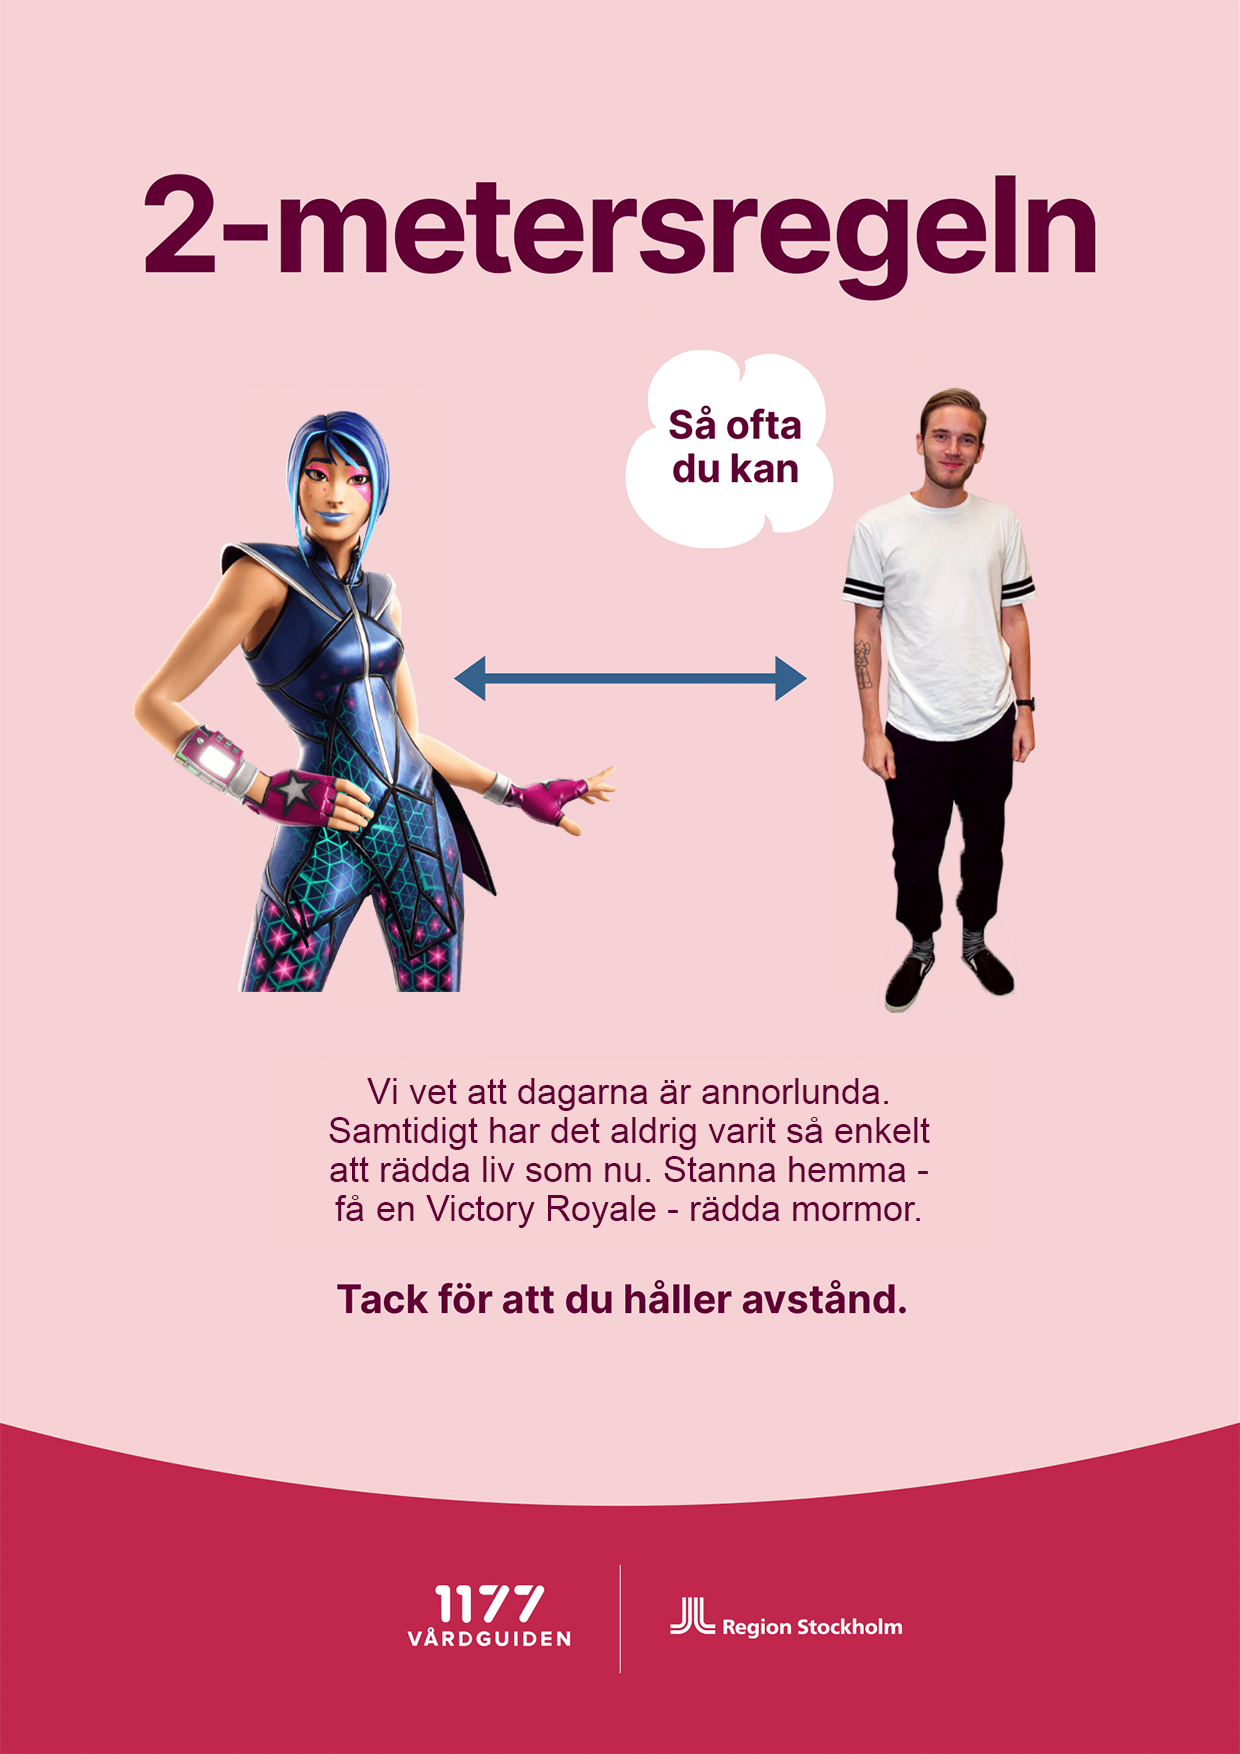 2-metersregeln
Så ofta
du kan
Vi vet att dagarna är annorlunda.
Samtidigt har det aldrig varit så enkelt
att rädda liv som nu. Stanna hemma -
få en Victory Royale - rädda mormor.
Tack för att du håller avstånd.
1177
VÅRDGUIDEN
Region Stockholm